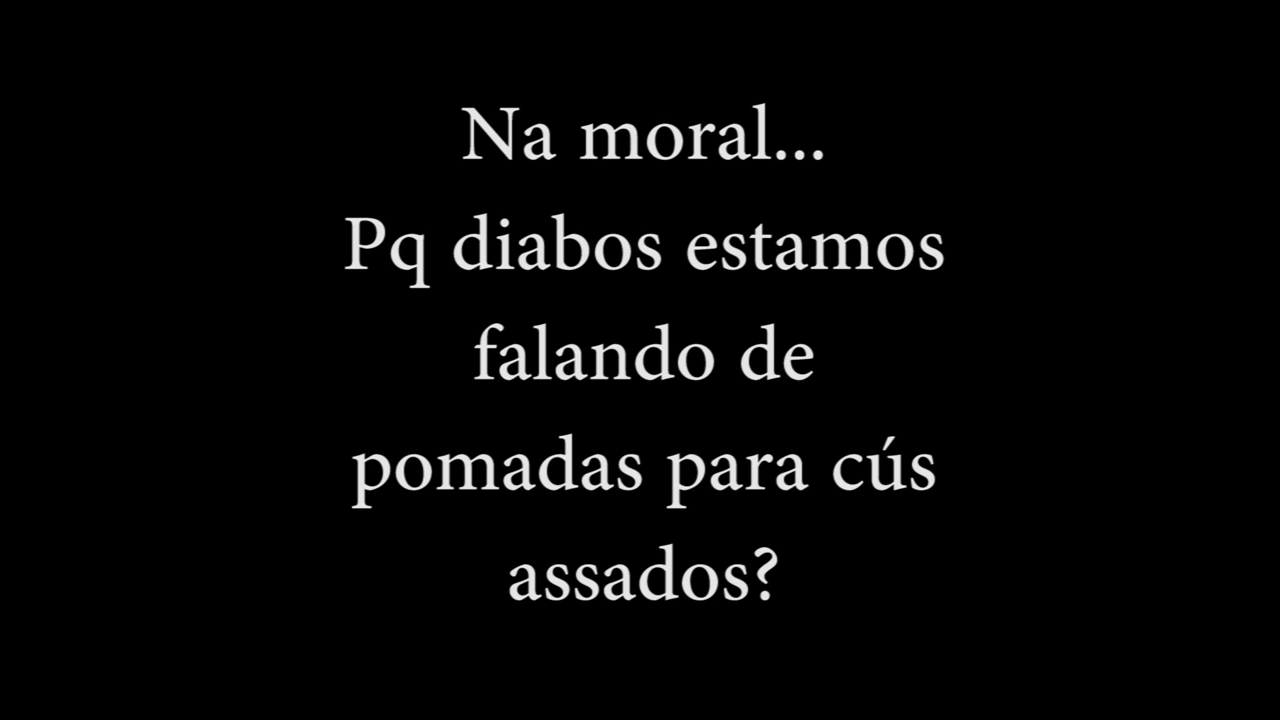 Na moral...
Pq diabos estamos
falando de
pomadas para cús
assados?